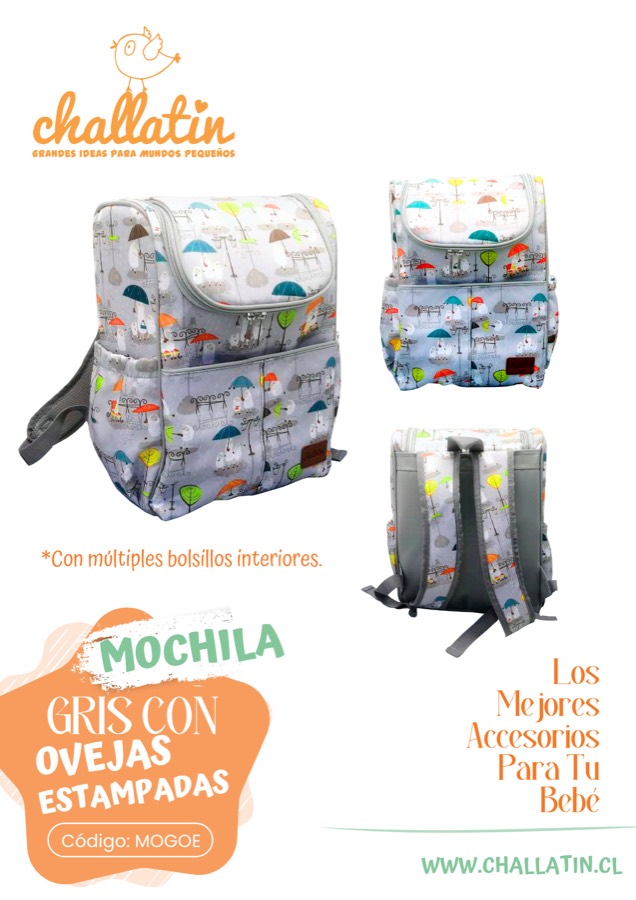 challatin
GRANDES IDEAS PARA MUNDOS PEQUEÑOS
*Con múltiples bolsillos interiores.
MOCHILA
GRIS CON
OVEJAS
ESTAMPADAS
Código: MOGOE
Los
Mejores
Accesorios
Para Tu
Bebé
WWW.CHALLATIN.CL